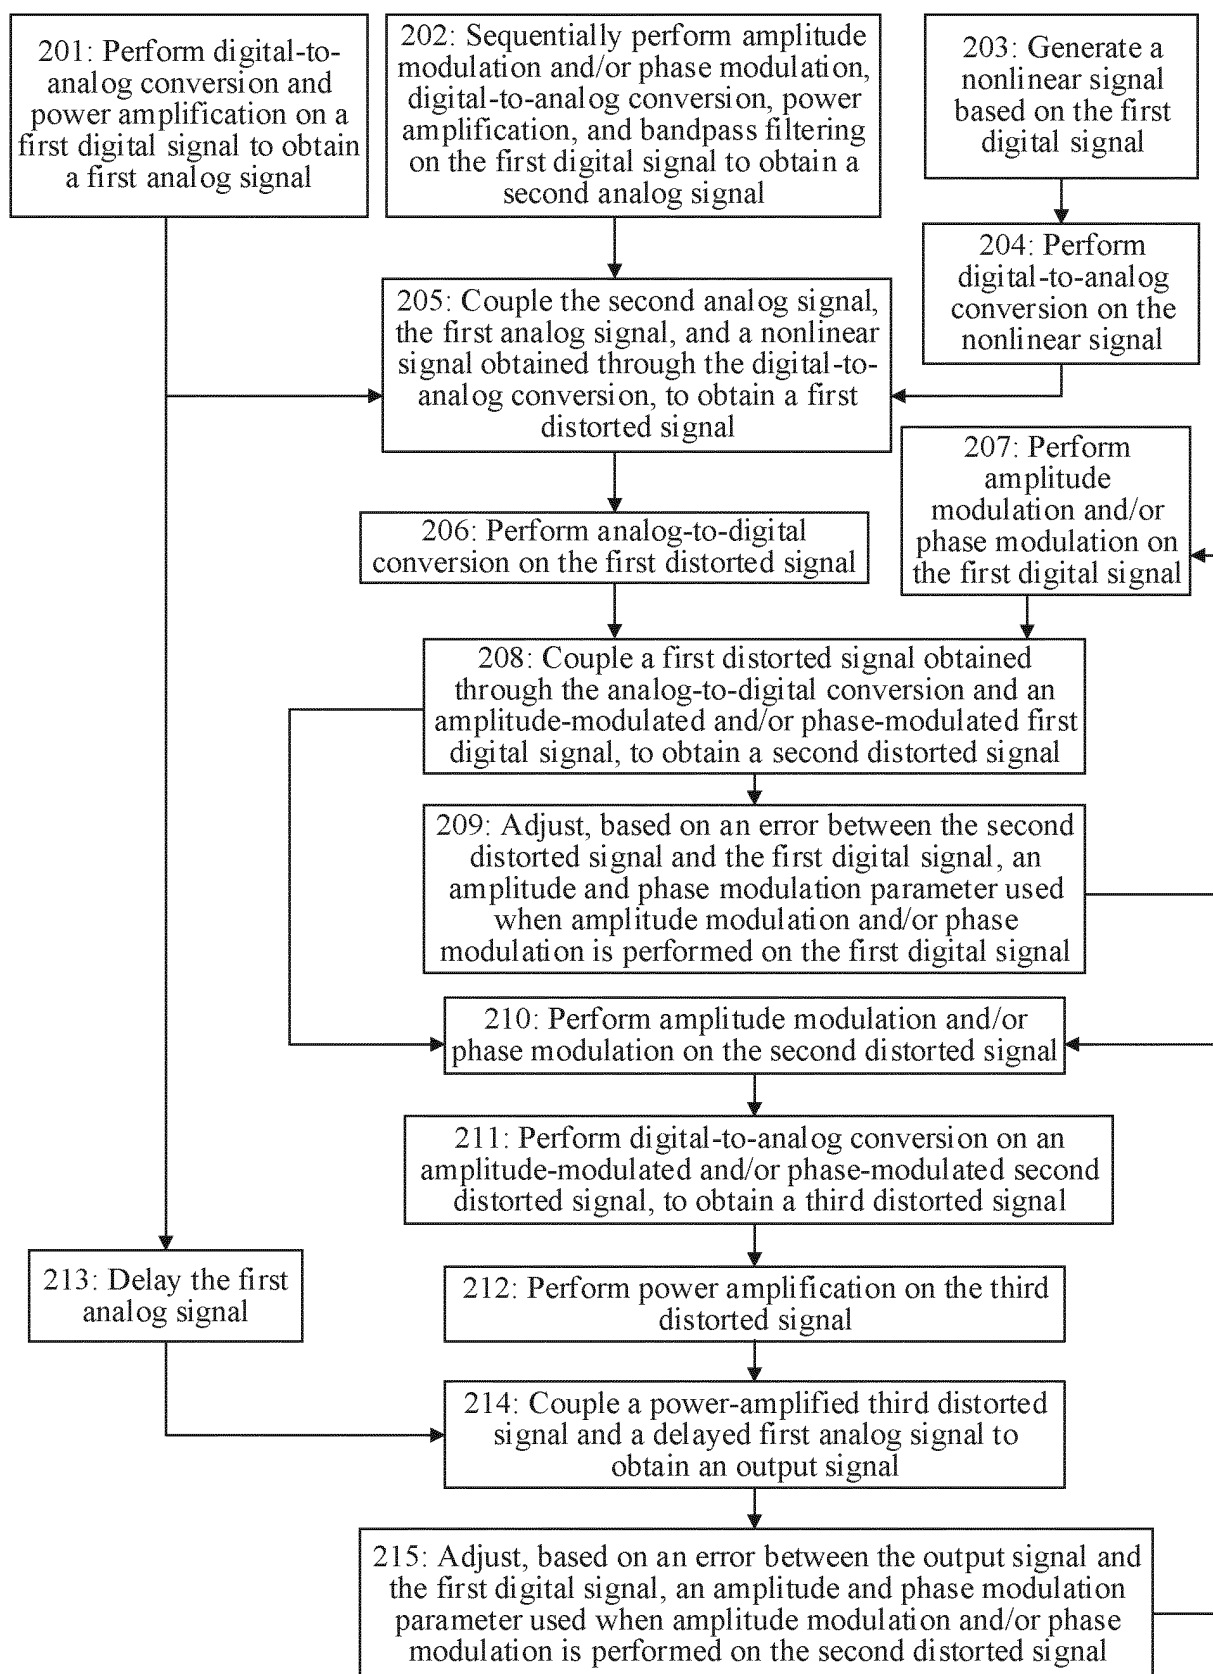 201: Perform digital-to-
analog conversion and
power amplification on a
first digital signal to obtain
a first analog signal
202: Sequentially perform amplitude
modulation and/or phase modulation,
digital-to-analog conversion, power
amplification, and bandpass filtering
on the first digital signal to obtain a
second analog signal
203: Generate a
nonlinear signal
based on the first
digital signal
204: Perform
digital-to-analog
conversion on the
nonlinear signal
205: Couple the second analog signal,
the first analog signal, and a nonlinear
signal obtained through the digital-to-
analog conversion, to obtain a first
distorted signal
206: Perform analog-to-digital
conversion on the first distorted signal
207: Perform
amplitude
modulation and/or
phase modulation on
the first digital signal
208: Couple a first distorted signal obtained
through the analog-to-digital conversion and an
amplitude-modulated and/or phase-modulated first
digital signal, to obtain a second distorted signal
209: Adjust, based on an error between the second
distorted signal and the first digital signal, an
amplitude and phase modulation parameter used
when amplitude modulation and/or phase
modulation is performed on the first digital signal
210: Perform amplitude modulation and/or
phase modulation on the second distorted signal
211: Perform digital-to-analog conversion on an
amplitude-modulated and/or phase-modulated second
distorted signal, to obtain a third distorted signal
213: Delay the first
analog signal
212: Perform power amplification on the third
distorted signal
214: Couple a power-amplified third distorted
signal and a delayed first analog signal to
obtain an output signal
215: Adjust, based on an error between the output signal and
the first digital signal, an amplitude and phase modulation
parameter used when amplitude modulation and/or phase
modulation is performed on the second distorted signal